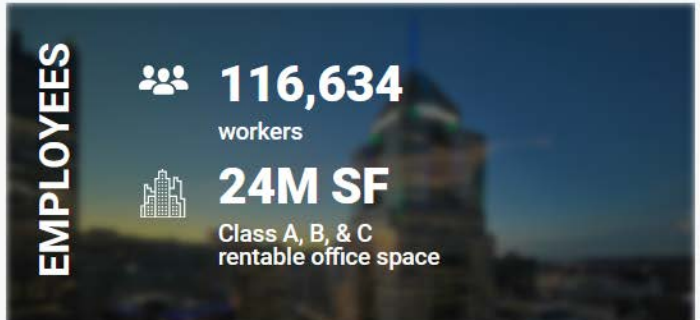 EMPLOYEES
116,634
workers
24M SF
Class A, B, & C
rentable office space